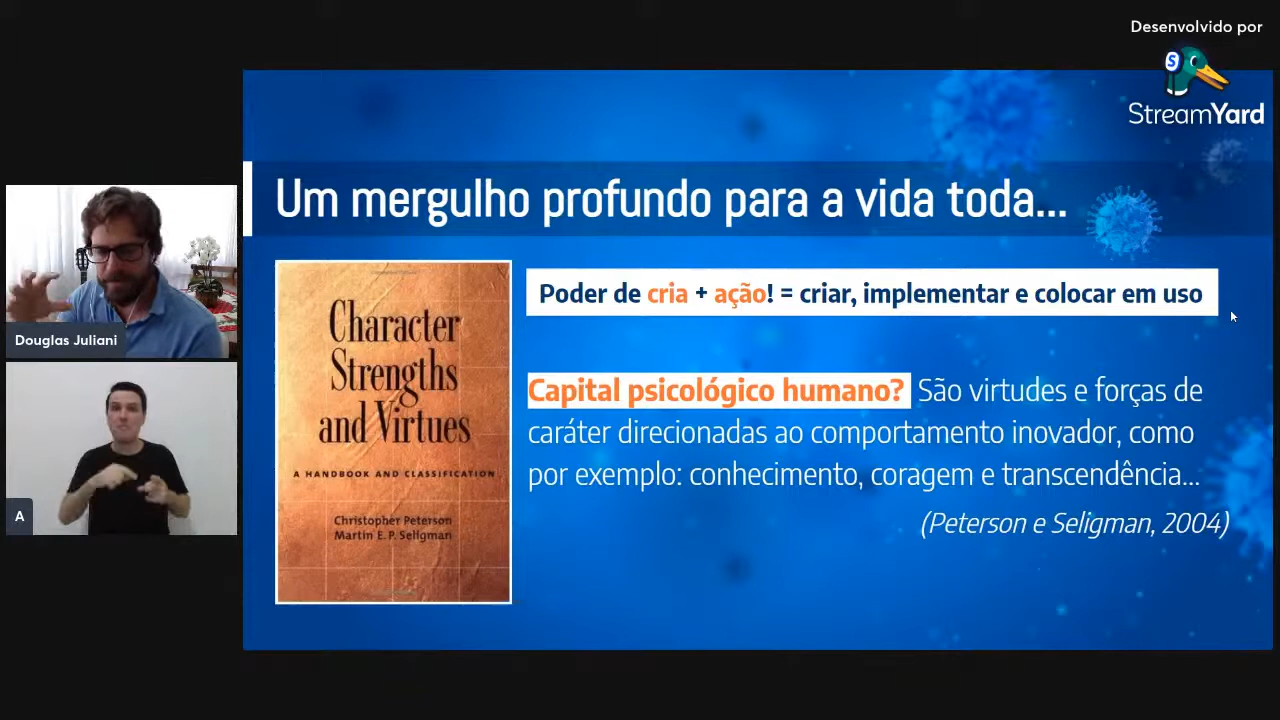 Desenvolvido por
StreamYard
Um mergulho profundo para a vida toda...
Douglas Juliani
A
Character
Strengths
and Virtues
A HANDBOOK AND CLASSIFICATION
Christopher Peterson
Martin E. P. Seligman
Poder de cria + ação! = criar, implementar e colocar em uso
Capital psicológico humano? São virtudes e forças de
caráter direcionadas ao comportamento inovador, como
por exemplo: conhecimento, coragem e transcendência...
(Peterson e Seligman, 2004)